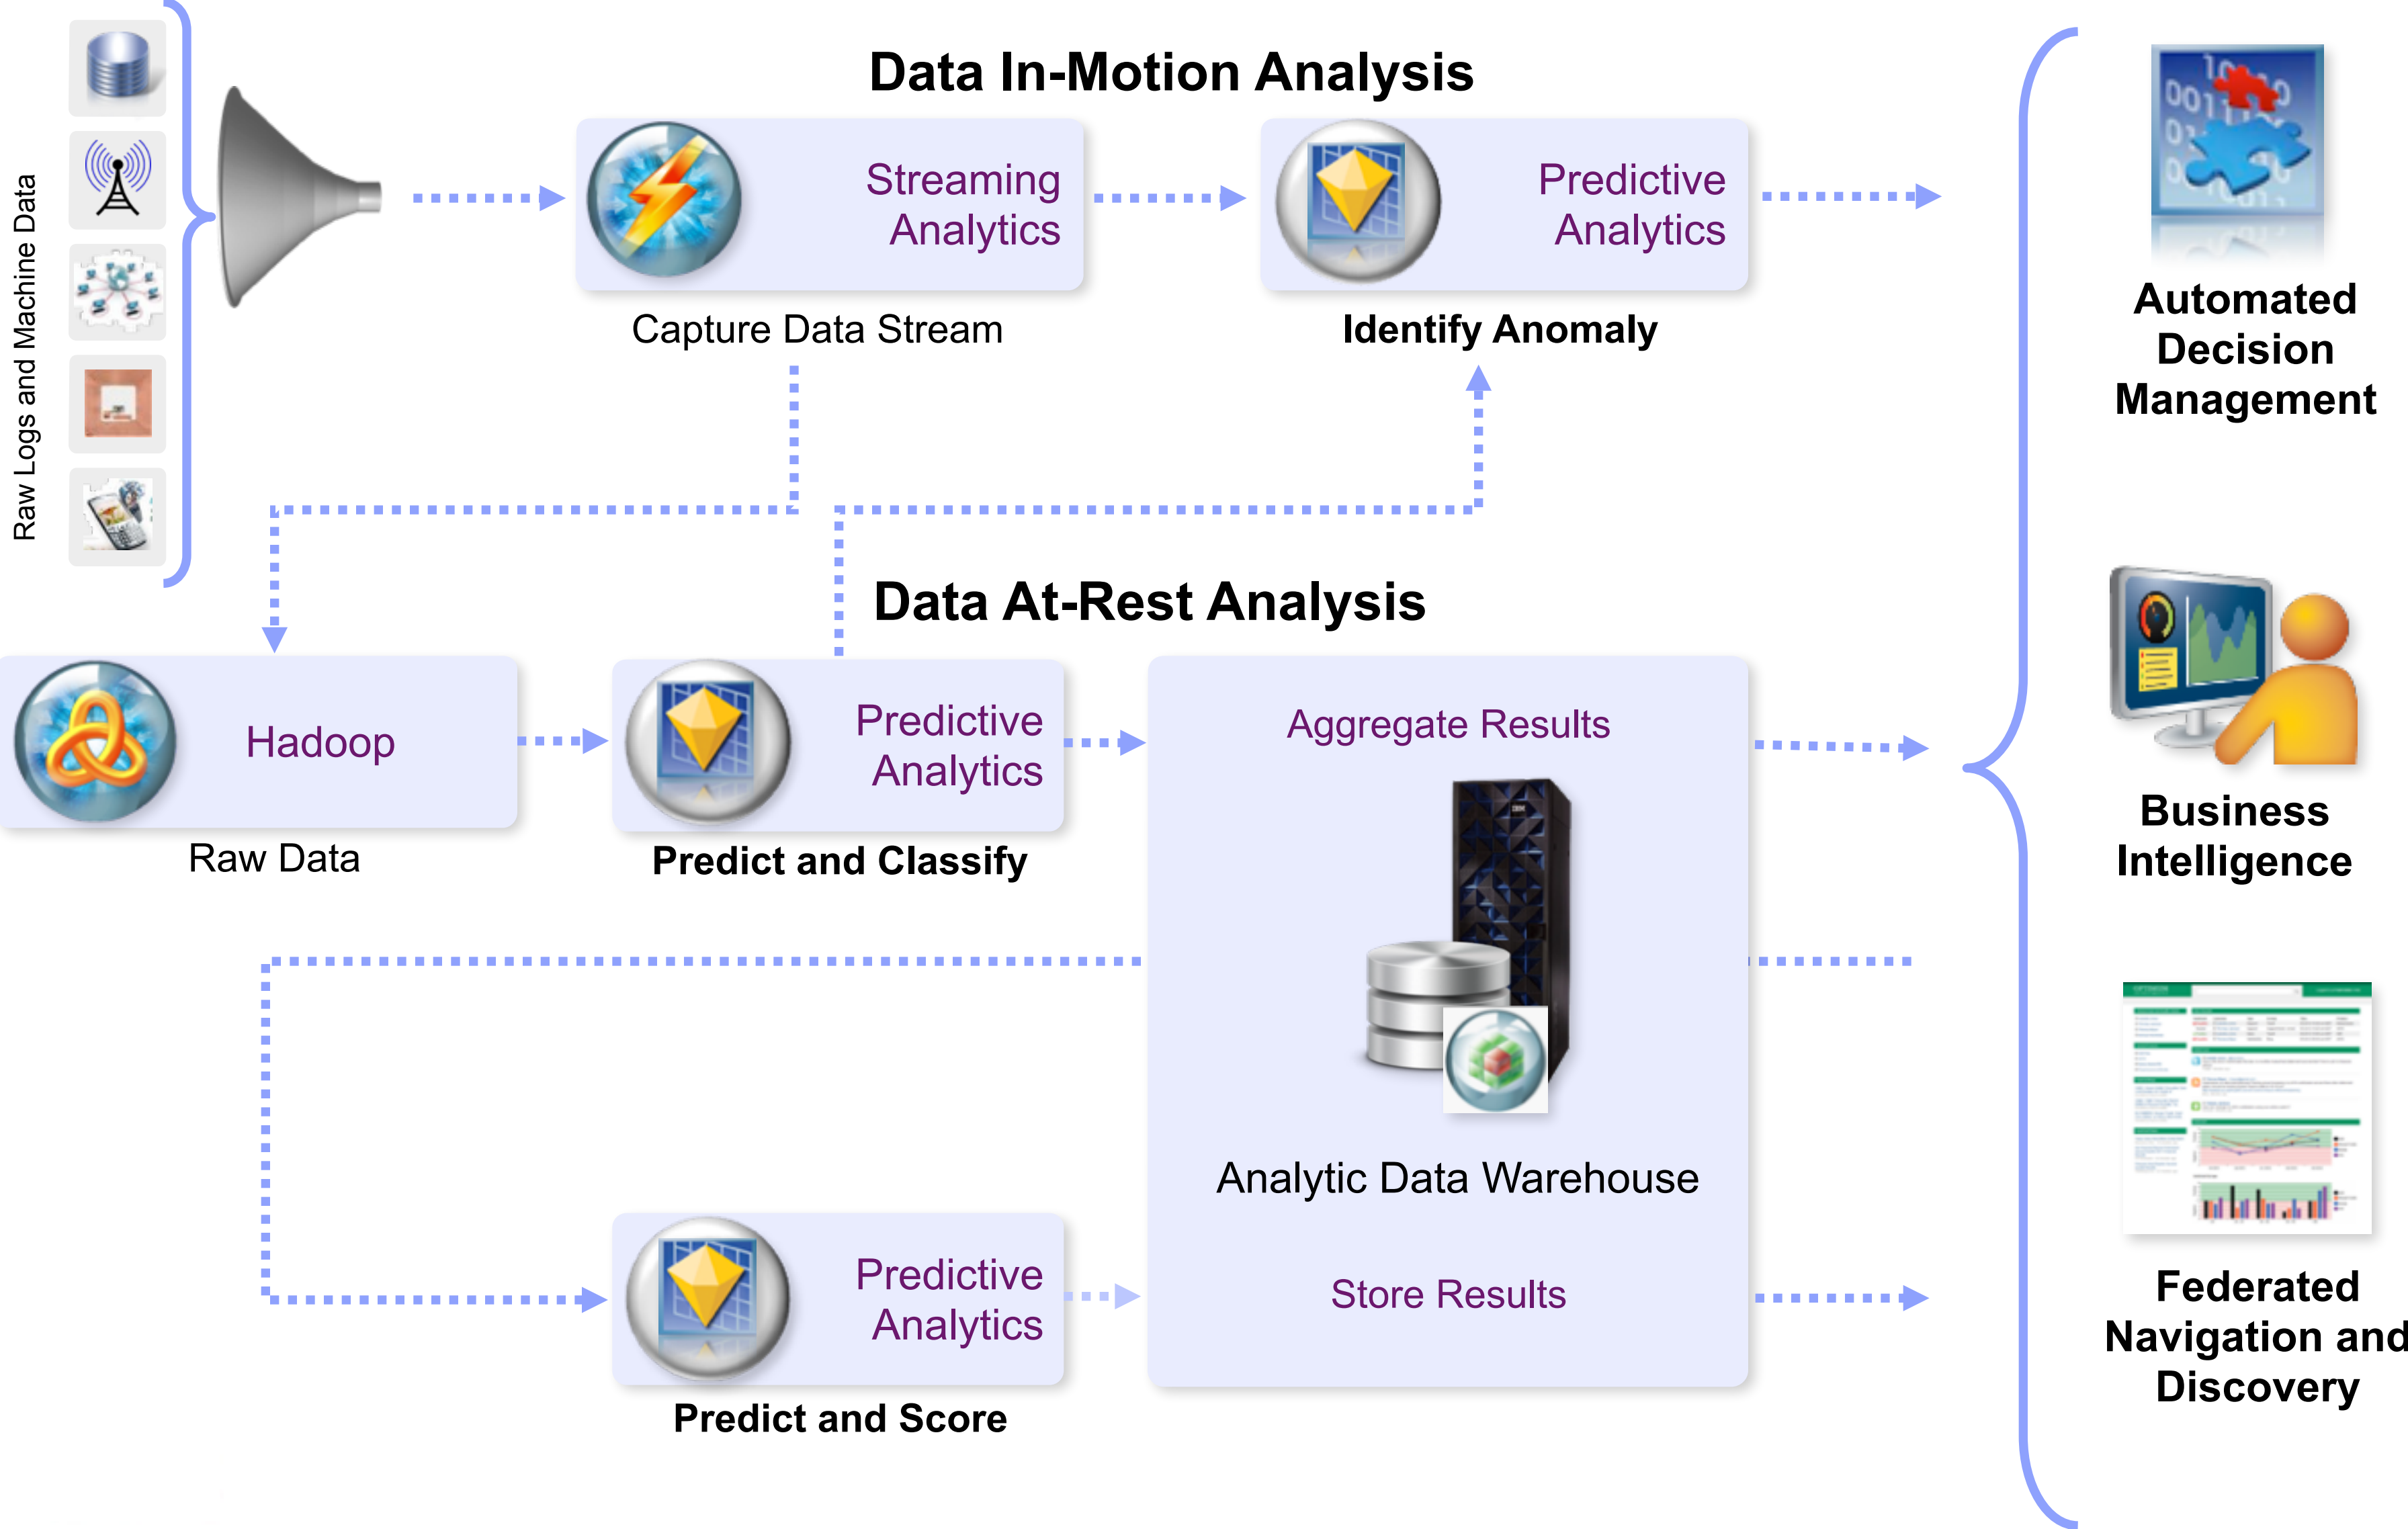 Raw Logs and Machine Data
Data In-Motion Analysis
Streaming
Analytics
Capture Data Stream
Predictive
Analytics
Identify Anomaly
Data At-Rest Analysis
Hadoop
Raw Data
Predictive
Analytics
Predict and Classify
Aggregate Results
IBM
Analytic Data Warehouse
Store Results
Predictive
Analytics
Predict and Score
Automated
Decision
Management
Business
Intelligence
Federated
Navigation and
Discovery